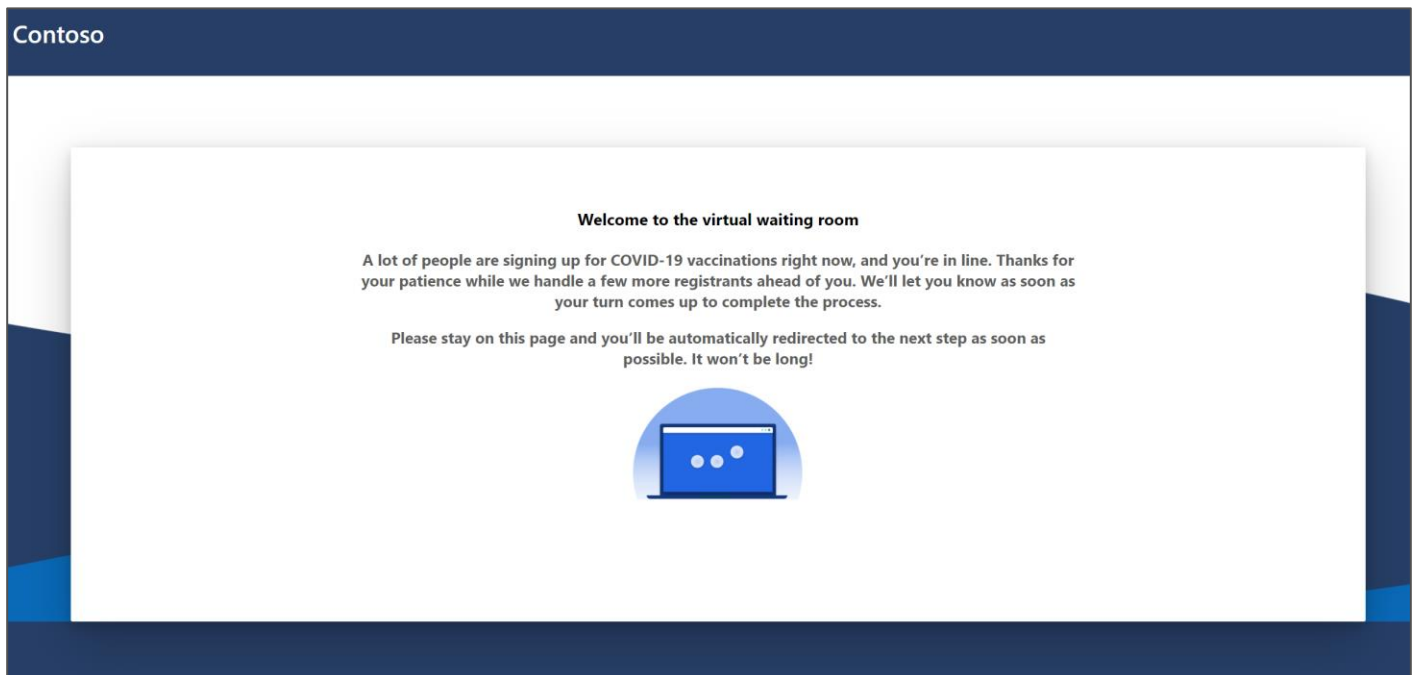 Contoso
Welcome to the virtual waiting room
A lot of people are signing up for COVID-19 vaccinations right now, and you’re in line. Thanks for
your patience while we handle a few more registrants ahead of you. We’ll let you know as soon as
your turn comes up to complete the process.
Please stay on this page and you’ll be automatically redirected to the next step as soon as
possible. It won’t be long!